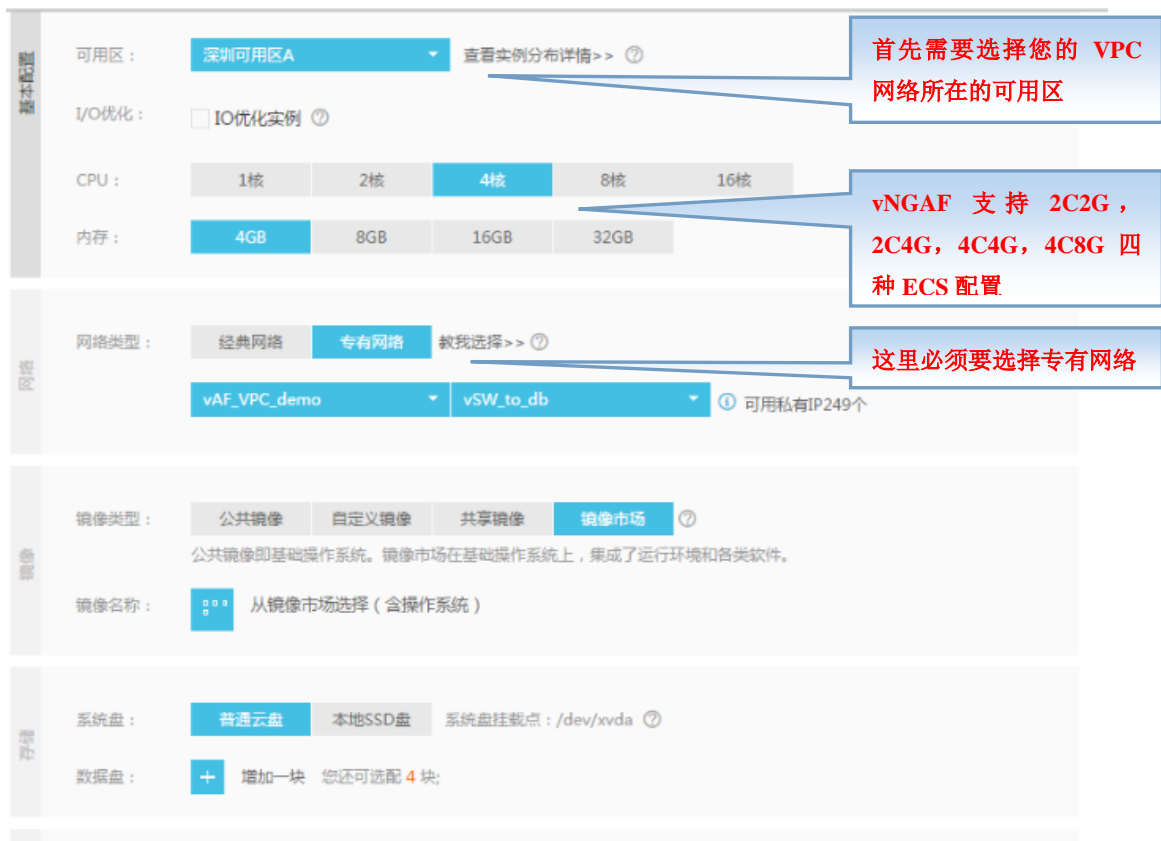 基本配置
可用区： 深圳可用区A 查看实例分布详情>>
首先需要选择您的 VPC
网络所在的可用区
I/O优化： IO优化实例
CPU： 1核 2核 4核 8核 16核
内存： 4GB 8GB 16GB 32GB
vNGAF 支持 2C2G，
2C4G，4C4G，4C8G 四
种 ECS 配置
网络
网络类型： 经典网络 专有网络 教我选择>>
这里必须要选择专有网络
vAF_VPC_demo vSW_to_db 可用私有IP249个
镜像
镜像类型： 公共镜像 自定义镜像 共享镜像 镜像市场
公共镜像即基础操作系统。镜像市场在基础操作系统上，集成了运行环境和各类软件。
镜像名称： 从镜像市场选择（含操作系统）
存储
系统盘： 普通云盘 本地SSD盘 系统盘挂载点：/dev/xvda
数据盘： 增加一块 您还可选配 4 块;